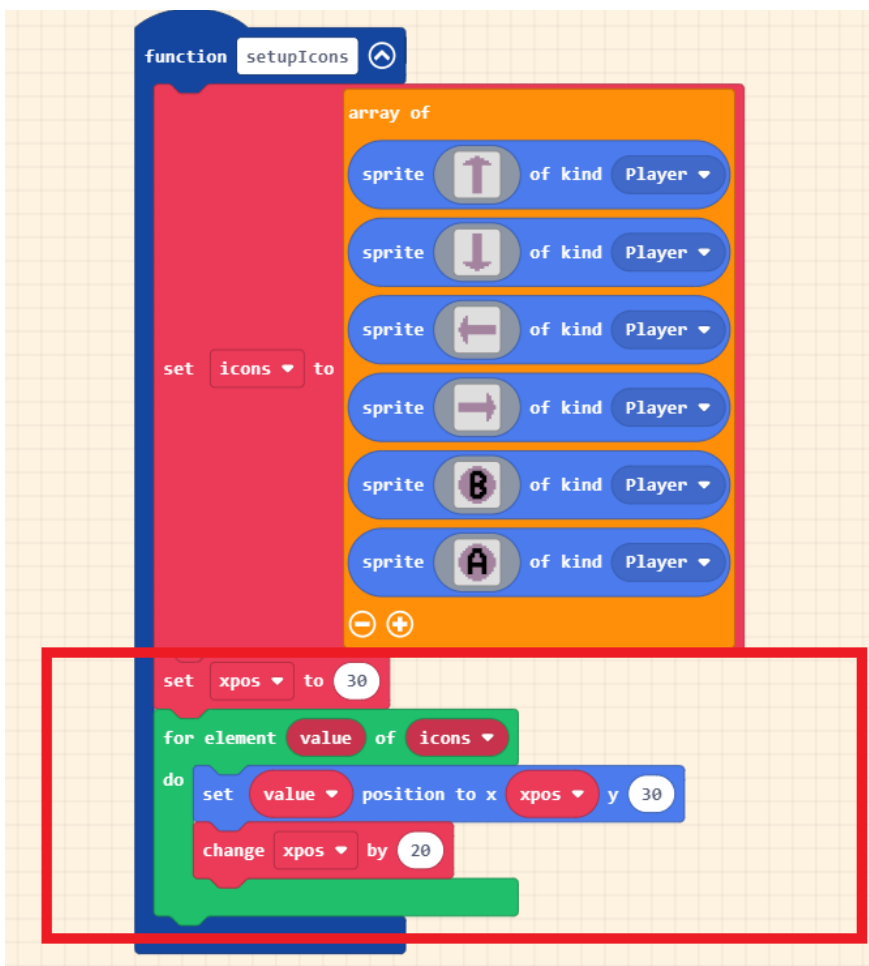 function setupIcons
array of
sprite of kind Player
sprite of kind Player
sprite of kind Player
set icons to
sprite of kind Player
sprite B of kind Player
sprite A of kind Player
set xpos to 30
for element value of icons
do
set value position to x xpos y 30
change xpos by 20